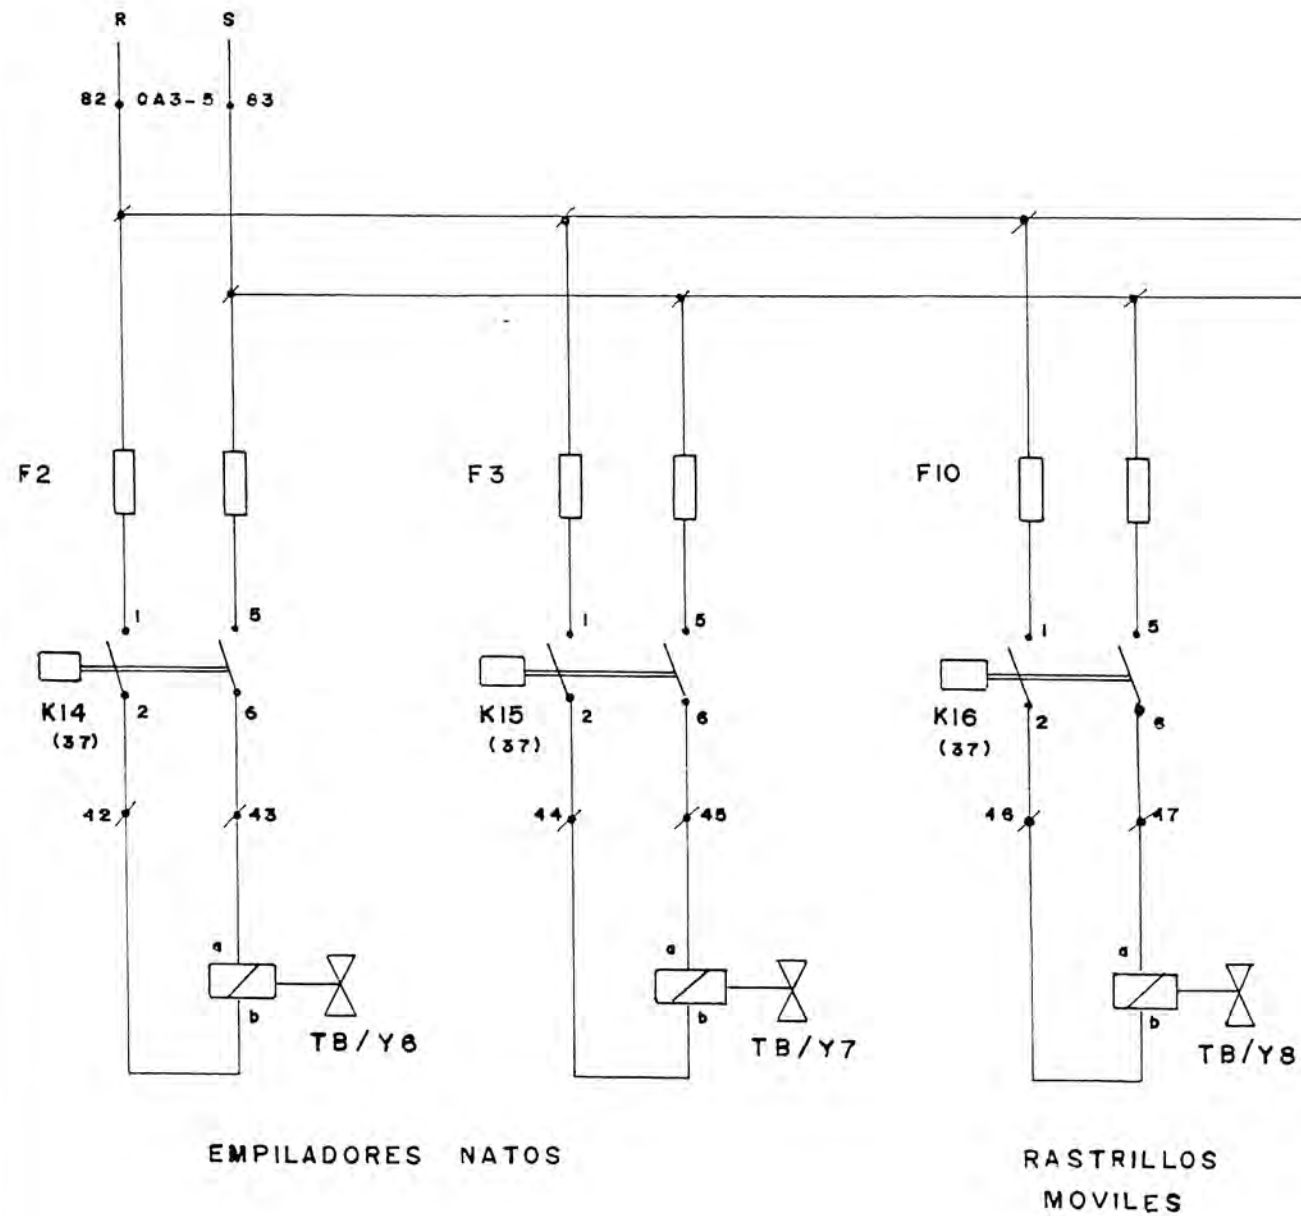 R S
82 OA3-5 83
F2 F3 F10
1 5 1 5 1 5
K14 2 6 K15 2 6 K16 2 6
(37) (37) (37)
42 43 44 45 46 47
a a a
b b b
TB/Y6 TB/Y7 TB/Y8
EMPILADORES NATOS
RASTRILLOS
MOVILES